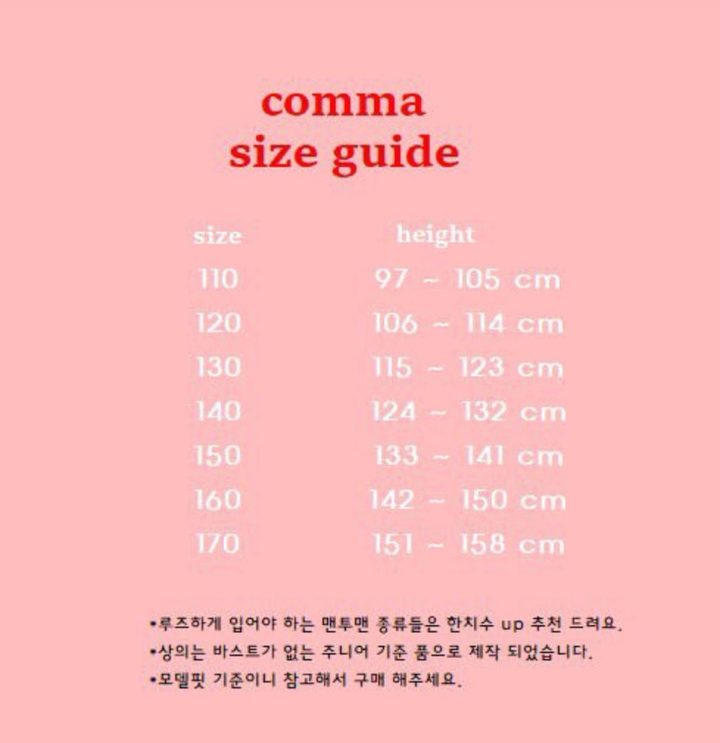 comma
size guide
size height
110 97 ~ 105 cm
120 106 ~ 114 cm
130 115 ~ 123 cm
140 124 ~ 132 cm
150 133 ~ 141 cm
160 142 ~ 150 cm
170 151 ~ 158 cm
•루즈하게 입어야 하는 맨투맨 종류들은 한치수 up 추천 드려요.
•상의는 바스트가 없는 주니어 기준 품으로 제작 되었습니다.
•모델핏 기준이니 참고해서 구매 해주세요.